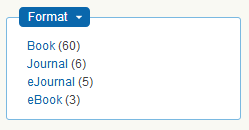 Format
Book (60)
Journal (6)
eJournal (5)
eBook (3)